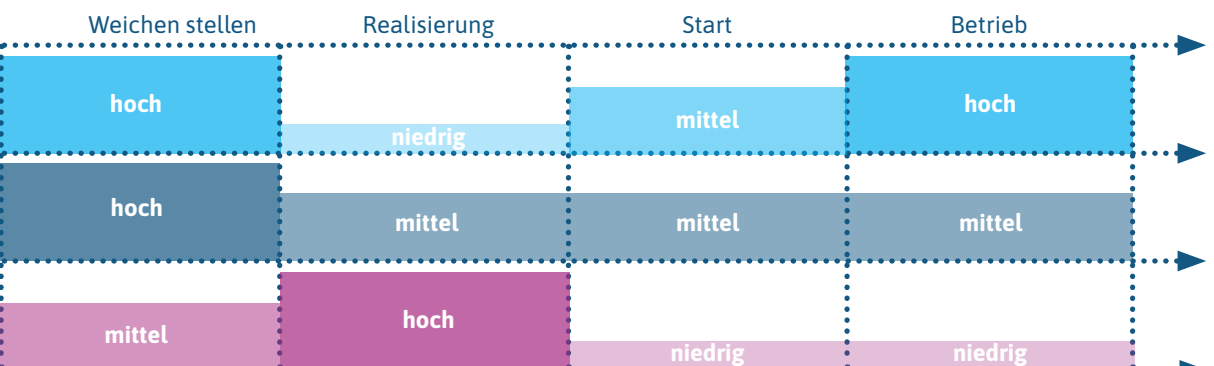 Weichen stellen Realisierung Start Betrieb
hoch niedrig mittel hoch
hoch mittel mittel mittel
mittel hoch niedrig niedrig